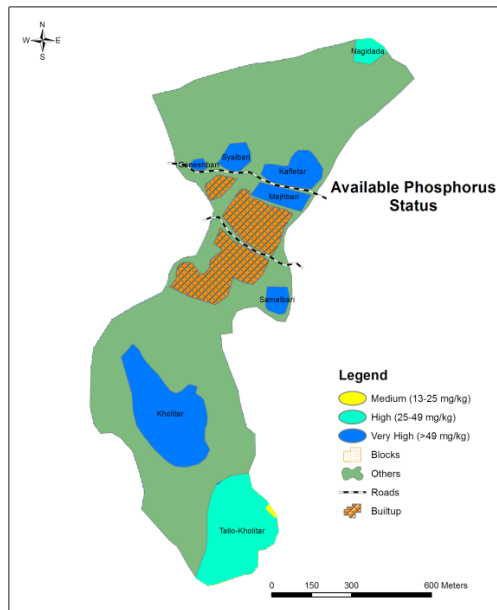 N
W E
S
Nagidada
Syalbari
Ganeshbari
Kafletar
Majhbari
Available Phosphorus
Status
Samalbari
Kholitar
Tallo-Kholitar
Legend
Medium (13-25 mg/kg)
High (25-49 mg/kg)
Very High (>49 mg/kg)
Blocks
Others
Roads
Builtup
0 150 300 600 Meters